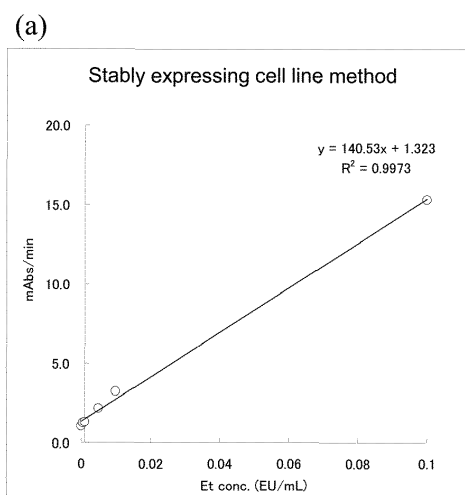 (a)
Stably expressing cell line method
y = 140.53x + 1.323
R² = 0.9973
mAbs/min
20.0
15.0
10.0
5.0
0.0
0 0.02 0.04 0.06 0.08 0.1
Et conc. (EU/mL)